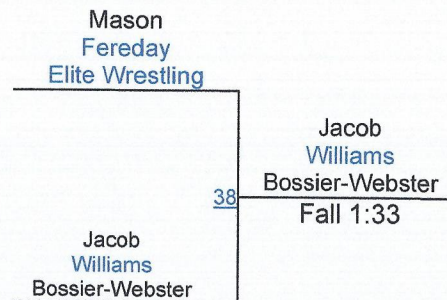 Mason
Fereday
Elite Wrestling
Jacob
Williams
Bossier-Webster
38
Fall 1:33
Jacob
Williams
Bossier-Webster